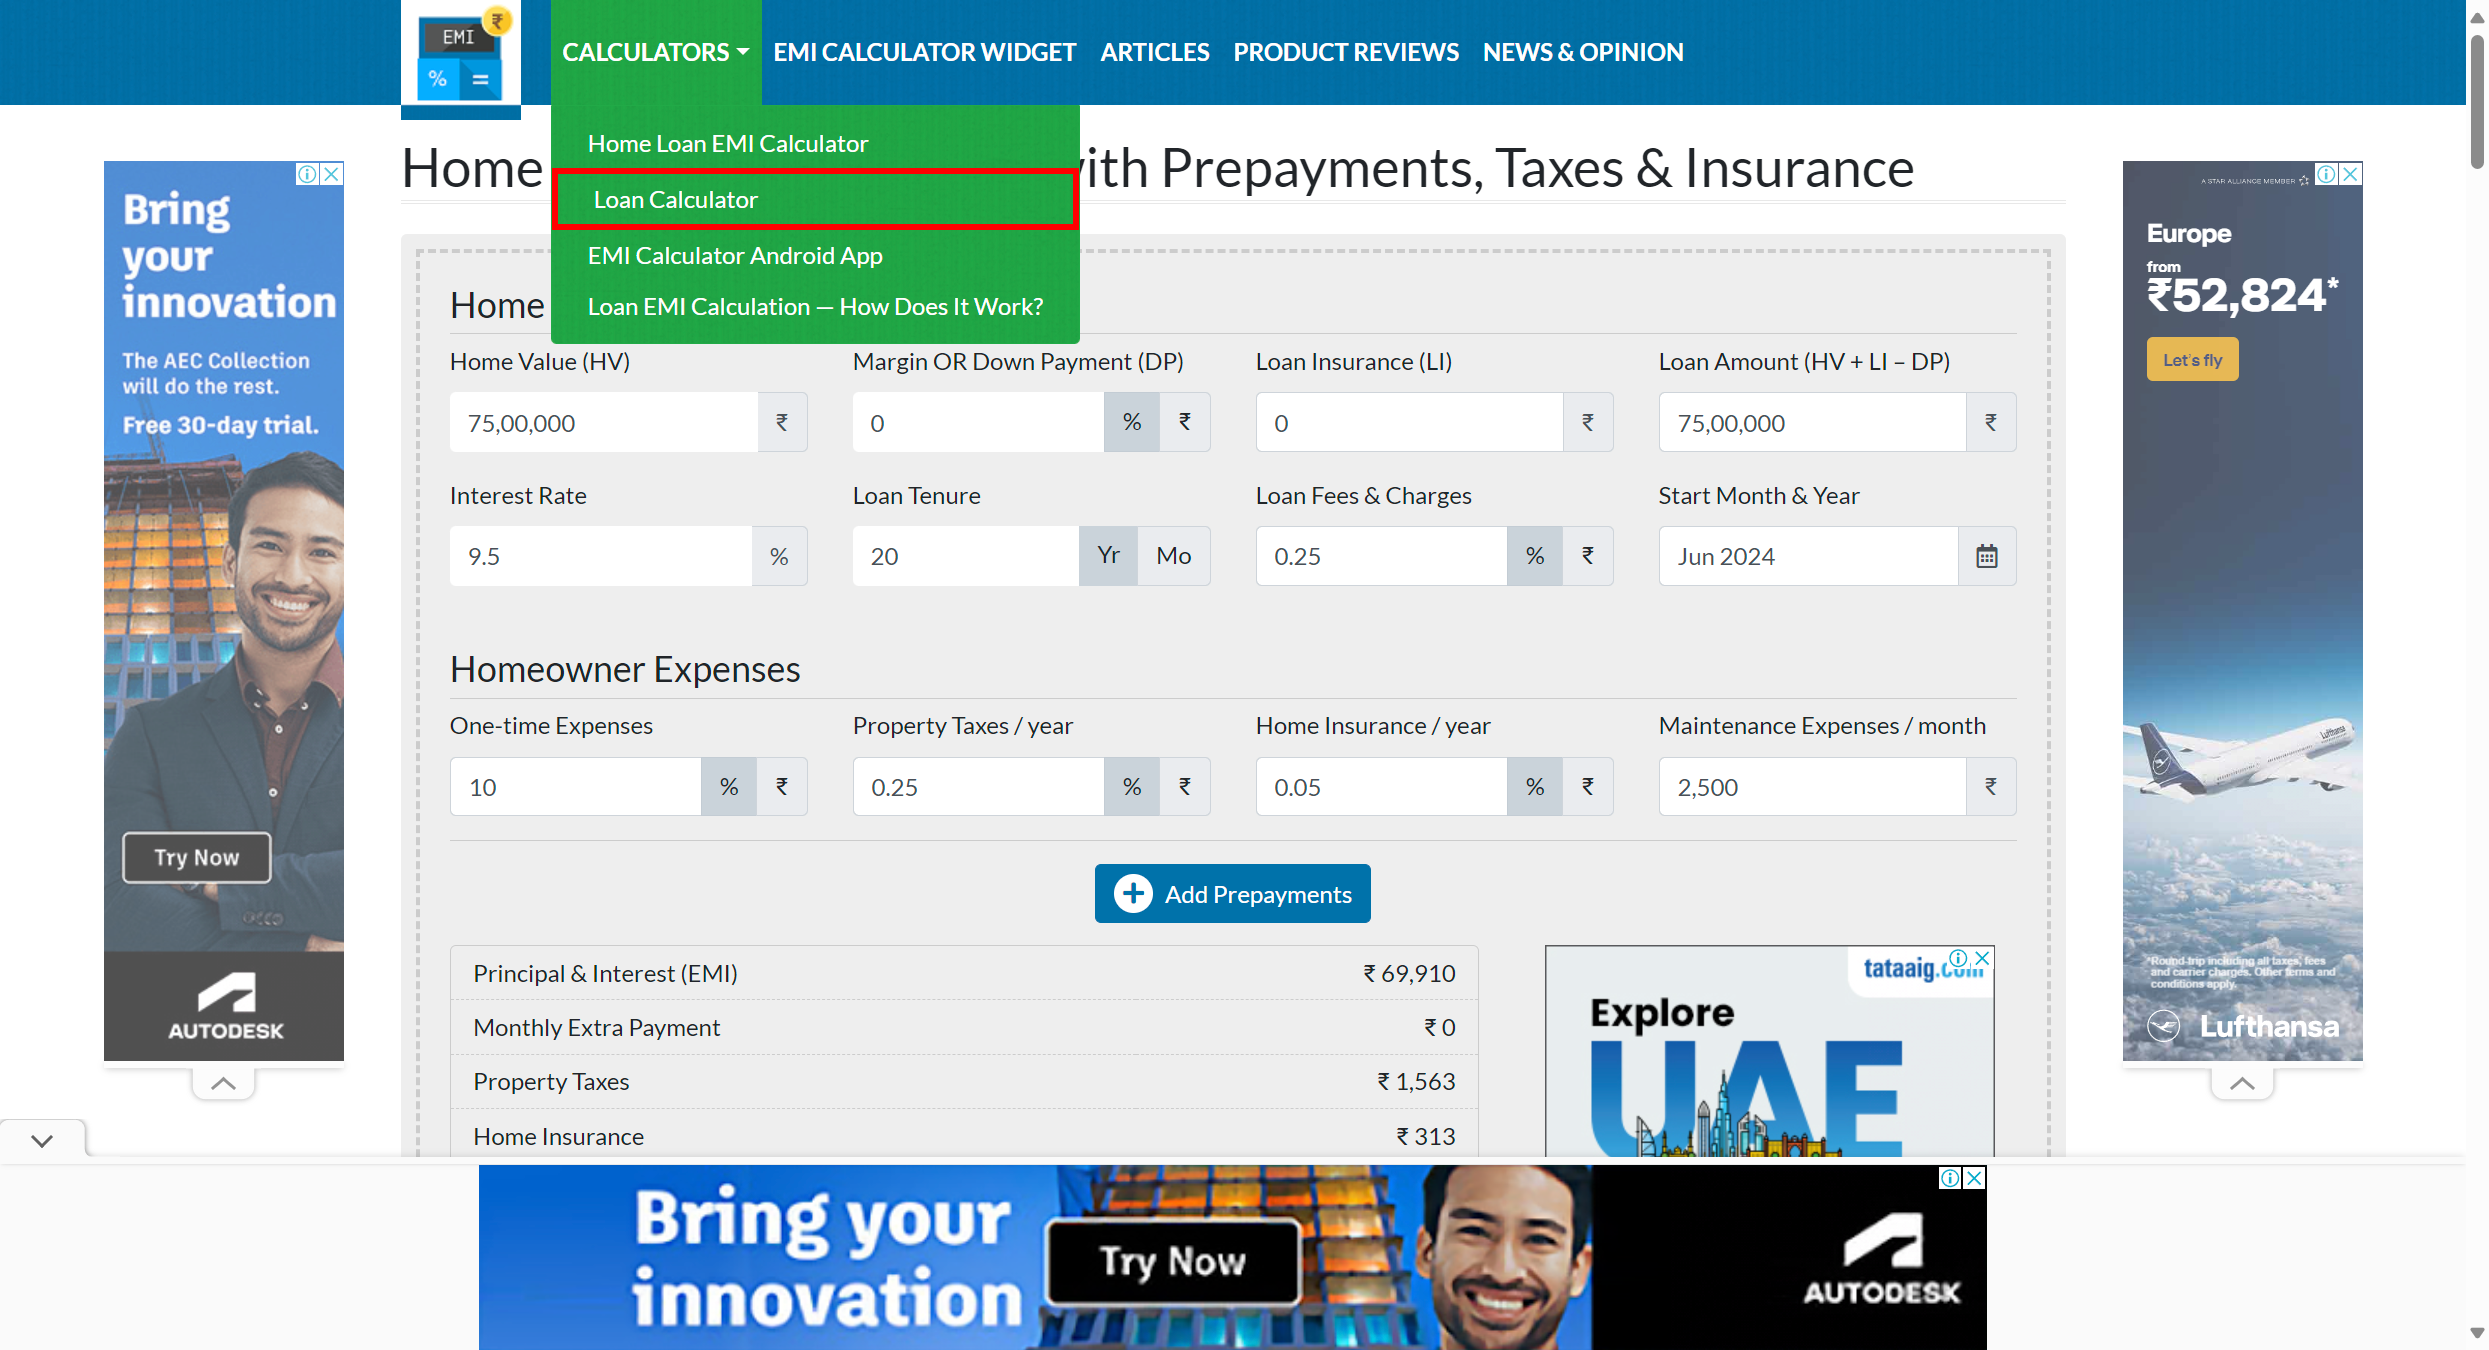 EMI
₹
%
=
CALCULATORS
EMI CALCULATOR WIDGET
ARTICLES
PRODUCT REVIEWS
NEWS & OPINION
Home Loan EMI Calculator
Loan Calculator
EMI Calculator Android App
Loan EMI Calculation — How Does It Work?
Home
ith Prepayments, Taxes & Insurance
Bring
your
innovation
The AEC Collection
will do the rest.
Free 30-day trial.
Try Now
AUTODESK
Home
Home Value (HV)
Margin OR Down Payment (DP)
Loan Insurance (LI)
Loan Amount (HV + LI – DP)
75,00,000 ₹
0 % ₹
0 ₹
75,00,000 ₹
Interest Rate
Loan Tenure
Loan Fees & Charges
Start Month & Year
9.5 %
20 Yr Mo
0.25 % ₹
Jun 2024
Homeowner Expenses
One-time Expenses
Property Taxes / year
Home Insurance / year
Maintenance Expenses / month
10 % ₹
0.25 % ₹
0.05 % ₹
2,500 ₹
Add Prepayments
Principal & Interest (EMI) ₹ 69,910
Monthly Extra Payment ₹ 0
Property Taxes ₹ 1,563
Home Insurance ₹ 313
tataaig.com
Explore
UAE
A STAR ALLIANCE MEMBER
Europe
from
₹52,824*
Let's fly
Lufthansa
*Round-trip including all taxes, fees
and carrier charges. Other terms and
conditions apply.
Lufthansa
Bring your
innovation
Try Now
AUTODESK